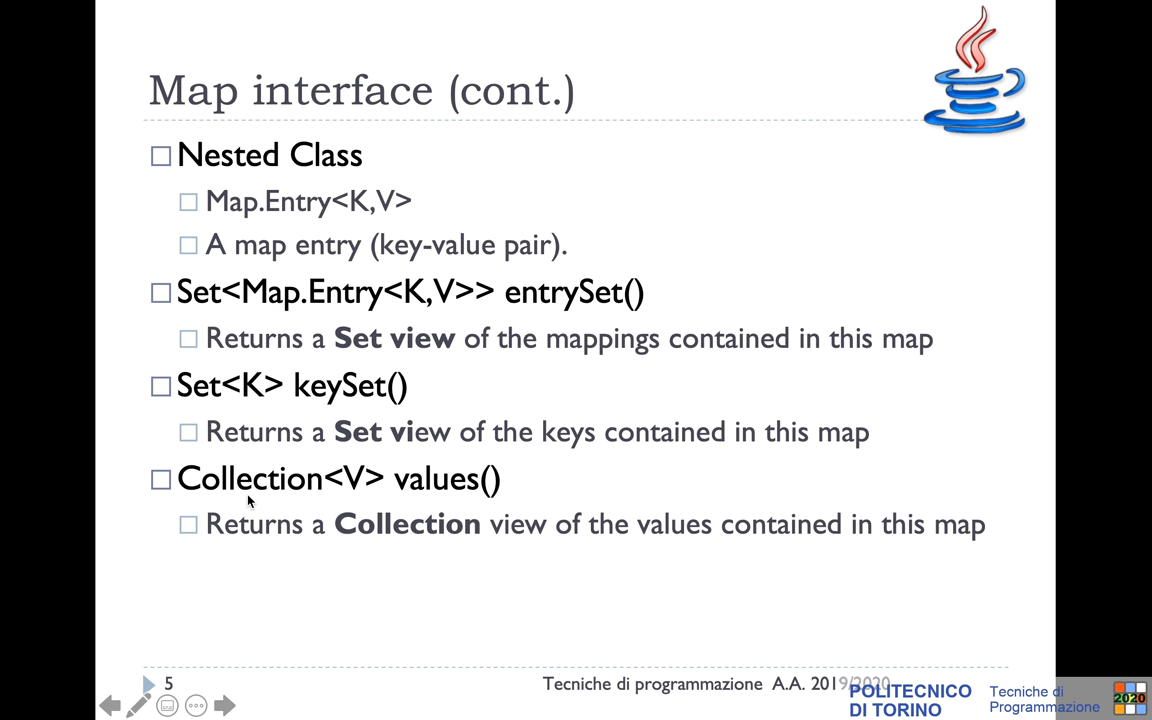 Map interface (cont.)
Nested Class
Map.Entry<K,V>
A map entry (key-value pair).
Set<Map.Entry<K,V>> entrySet()
Returns a Set view of the mappings contained in this map
Set<K> keySet()
Returns a Set view of the keys contained in this map
Collection<V> values()
Returns a Collection view of the values contained in this map
5
Tecniche di programmazione A.A. 2019/2020
POLITECNICO
DI TORINO
Tecniche di
Programmazione
2020